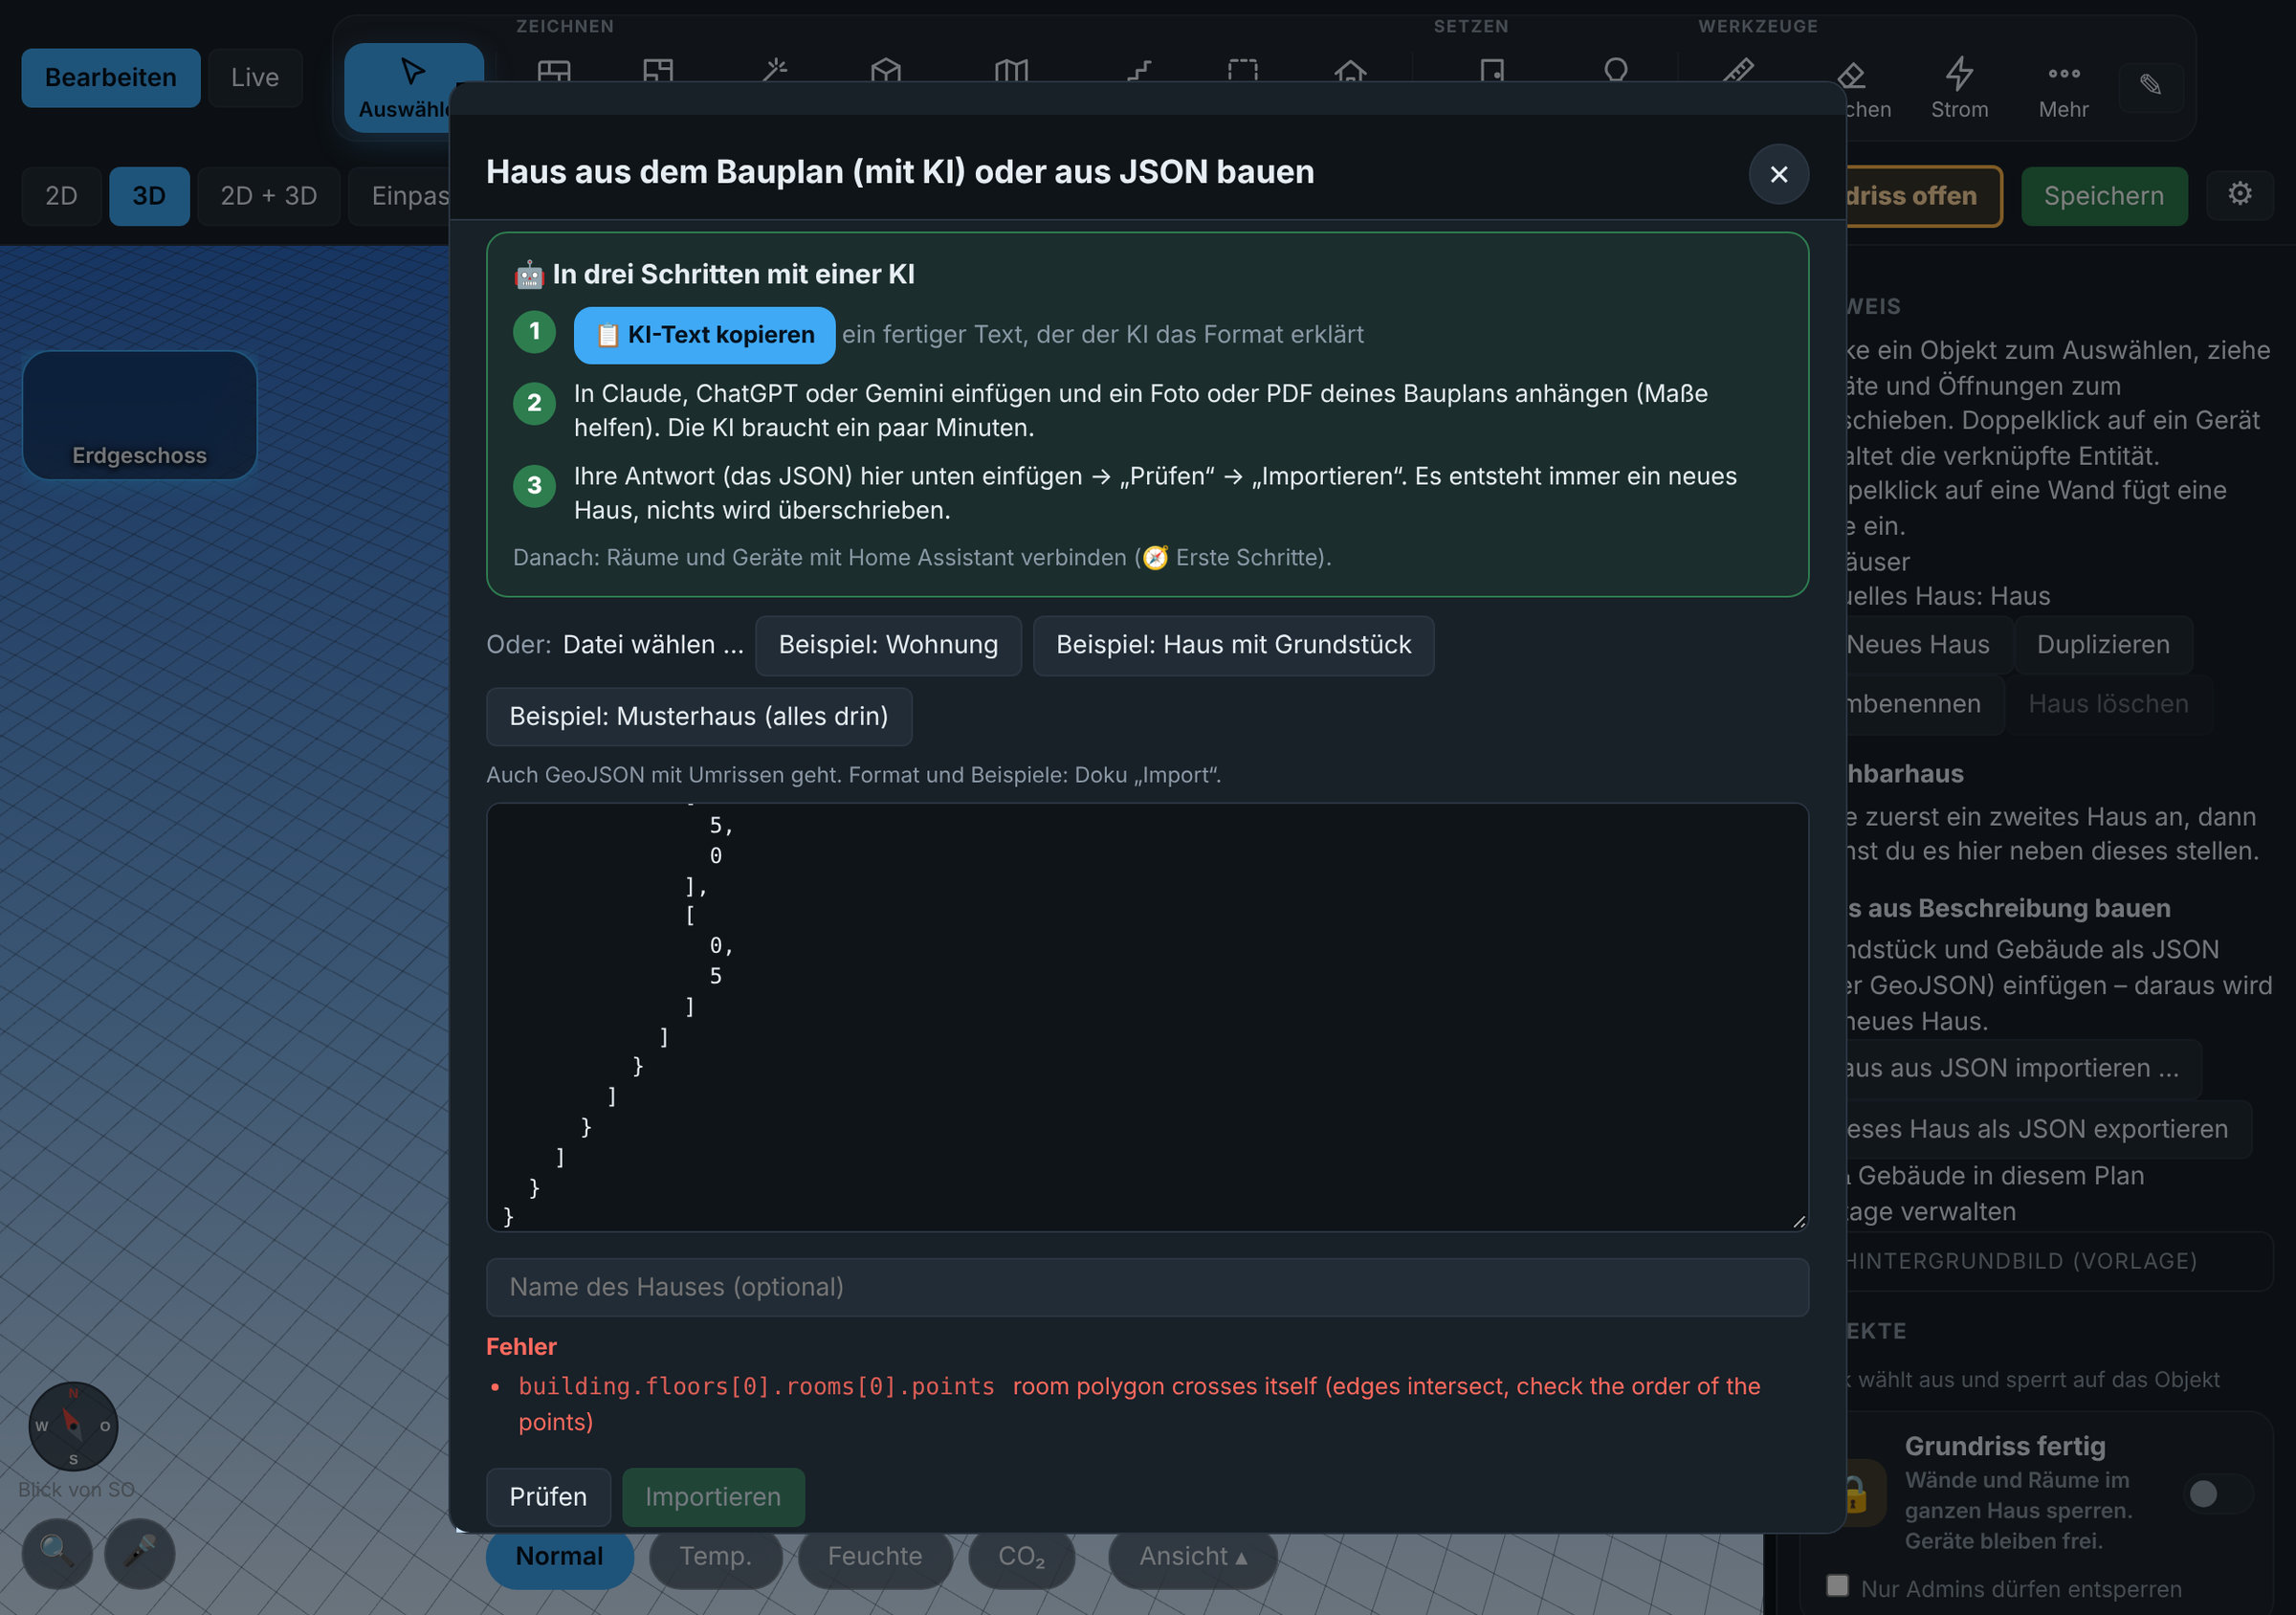 ZEICHNEN
SETZEN
WERKZEUGE
Bearbeiten
Live
Auswähl
chen
Strom
Mehr
2D
3D
2D + 3D
Einpas
driss offen
Speichern
Haus aus dem Bauplan (mit KI) oder aus JSON bauen
🤖 In drei Schritten mit einer KI
1 📋 KI-Text kopieren ein fertiger Text, der der KI das Format erklärt
2 In Claude, ChatGPT oder Gemini einfügen und ein Foto oder PDF deines Bauplans anhängen (Maße
helfen). Die KI braucht ein paar Minuten.
3 Ihre Antwort (das JSON) hier unten einfügen → „Prüfen“ → „Importieren“. Es entsteht immer ein neues
Haus, nichts wird überschrieben.
Danach: Räume und Geräte mit Home Assistant verbinden (🧭 Erste Schritte).
Oder: Datei wählen ... Beispiel: Wohnung Beispiel: Haus mit Grundstück
Beispiel: Musterhaus (alles drin)
Auch GeoJSON mit Umrissen geht. Format und Beispiele: Doku „Import“.
5,
0
],
[
0,
5
]
]
}
]
}
]
}
}
Name des Hauses (optional)
Fehler
• building.floors[0].rooms[0].points room polygon crosses itself (edges intersect, check the order of the
points)
Prüfen
Importieren
Erdgeschoss
N
W
O
S
Blick von SO
Normal
Temp.
Feuchte
CO₂
Ansicht ▴
WEIS
ke ein Objekt zum Auswählen, ziehe
äte und Öffnungen zum
schieben. Doppelklick auf ein Gerät
altet die verknüpfte Entität.
pelklick auf eine Wand fügt eine
e ein.
äuser
uelles Haus: Haus
Neues Haus
Duplizieren
mbenennen
Haus löschen
hbarhaus
e zuerst ein zweites Haus an, dann
nst du es hier neben dieses stellen.
s aus Beschreibung bauen
ndstück und Gebäude als JSON
er GeoJSON) einfügen – daraus wird
neues Haus.
aus aus JSON importieren ...
eses Haus als JSON exportieren
Gebäude in diesem Plan
tage verwalten
HINTERGRUNDBILD (VORLAGE)
EKTE
k wählt aus und sperrt auf das Objekt
Grundriss fertig
Wände und Räume im
ganzen Haus sperren.
Geräte bleiben frei.
Nur Admins dürfen entsperren